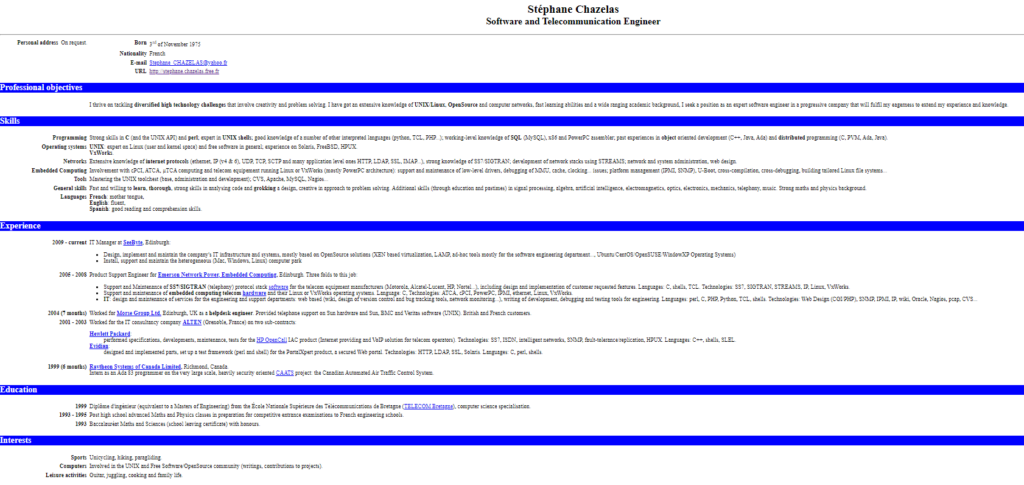 Stéphane Chazelas
Software and Telecommunication Engineer
Personal address On request.
Born 3rd of November 1975
Nationality French
E-mail Stephane_CHAZELAS@yahoo.fr
URL http://stephane.chazelas.free.fr
Professional objectives
I thrive on tackling diversified high technology challenges that involve creativity and problem solving. I have got an extensive knowledge of UNIX/Linux, OpenSource and computer networks, fast learning abilities and a wide ranging academic background, I seek a position as an expert software engineer in a progressive company that will fulfil my eagerness to extend my experience and knowledge.
Skills
Programming Strong skills in C (and the UNIX API) and perl, expert in UNIX shells, good knowledge of a number of other interpreted languages (python, TCL, PHP...); working-level knowledge of SQL (MySQL), x86 and PowerPC assembler, past experiences in object oriented development (C++, Java, Ada) and distributed programming (C, PVM, Ada, Java).
Operating systems UNIX: expert on Linux (user and kernel space) and free software in general, experience on Solaris, FreeBSD, HPUX.
VxWorks
Networks Extensive knowledge of internet protocols (ethernet, IP (v4 & 6), UDP, TCP, SCTP and many application level ones: HTTP, LDAP, SSL, IMAP...), strong knowledge of SS7/SIGTRAN; development of network stacks using STREAMS; network and system administration, web design.
Embedded Computing Involvement with cPCI, ATCA, µTCA computing and telecom equipment running Linux or VxWorks (mostly PowerPC architecture): support and maintenance of low-level drivers, debugging of MMU, cache, clocking... issues, platform management (IPMI, SNMP), U-Boot, cross-compilation, cross-debugging, building tailored Linux file systems...
Tools Mastering the UNIX toolchest (base, administration and development); CVS, Apache, MySQL, Nagios...
General skills Fast and willing to learn, thorough, strong skills in analysing code and grokking a design, creative in approach to problem solving. Additional skills (through education and pastimes) in signal processing, algebra, artificial intelligence, electromagnetics, optics, electronics, mechanics, telephony, music. Strong maths and physics background.
Languages French: mother tongue,
English: fluent,
Spanish: good reading and comprehension skills.
Experience
2009 - current IT Manager at SeeByte, Edinburgh:
• Design, implement and maintain the company's IT infrastructure and systems, mostly based on OpenSource solutions (XEN based virtualization, LAMP, ad-hoc tools mostly for the software engineering department..., Ubuntu/CentOS/OpenSUSE/WindowsXP Operating Systems)
• Install, support and maintain the heterogeneous (Mac, Windows, Linux) computer park
2006 - 2008 Product Support Engineer for Emerson Network Power, Embedded Computing, Edinburgh. Three folds to this job:
• Support and Maintenance of SS7/SIGTRAN (telephony) protocol stack software for the telecom equipment manufacturers (Motorola, Alcatel-Lucent, HP, Nortel...), including design and implementation of customer requested features. Languages: C, shells, TCL. Technologies: SS7, SIGTRAN, STREAMS, IP, Linux, VxWorks.
• Support and maintenance of embedded computing telecom hardware and their Linux or VxWorks operating systems. Language: C, Technologies: ATCA, cPCI, PowerPC, IPMI, ethernet, Linux, VxWorks.
• IT: design and maintenance of services for the engineering and support departments: web based (wiki, design of version control and bug tracking tools, network monitoring...), writing of development, debugging and testing tools for engineering. Languages: perl, C, PHP, Python, TCL, shells. Technologies: Web Design (CGI/PHP), SNMP, IPMI, IP, wiki, Oracle, Nagios, pcap, CVS...
2004 (7 months) Worked for Morse Group Ltd, Edinburgh, UK as a helpdesk engineer. Provided telephone support on Sun hardware and Sun, BMC and Veritas software (UNIX). British and French customers.
2001 - 2003 Worked for the IT consultancy company ALTEN (Grenoble, France) on two sub-contracts:
Hewlett Packard:
performed specifications, developments, maintenance, tests for the HP OpenCall IAC product (Internet providing and VoIP solution for telecom operators). Technologies: SS7, ISDN, intelligent networks, SNMP, fault-tolerance/replication, HPUX. Languages: C++, shells, SLEL.
Evidian:
designed and implemented parts, set up a test framework (perl and shell) for the PortalXpert product, a secured Web portal. Technologies: HTTP, LDAP, SSL, Solaris. Languages: C, perl, shells.
1999 (6 months) Raytheon Systems of Canada Limited, Richmond, Canada.
Intern as an Ada 83 programmer on the very large scale, heavily security oriented CAATS project: the Canadian Automated Air Traffic Control System.
Education
1999 Diplôme d'ingénieur (equivalent to a Masters of Engineering) from the École Nationale Superieure des Télécommunications de Bretagne (TELECOM Bretagne), computer science specialisation.
1993 - 1996 Post high school advanced Maths and Physics classes in preparation for competitive entrance examinations to French engineering schools.
1993 Baccalauréat Maths and Sciences (school leaving certificate) with honours.
Interests
Sports Unicycling, hiking, paragliding.
Computers Involved in the UNIX and Free Software/OpenSource community (writings, contributions to projects).
Leisure activities Guitar, juggling, cooking and family life.